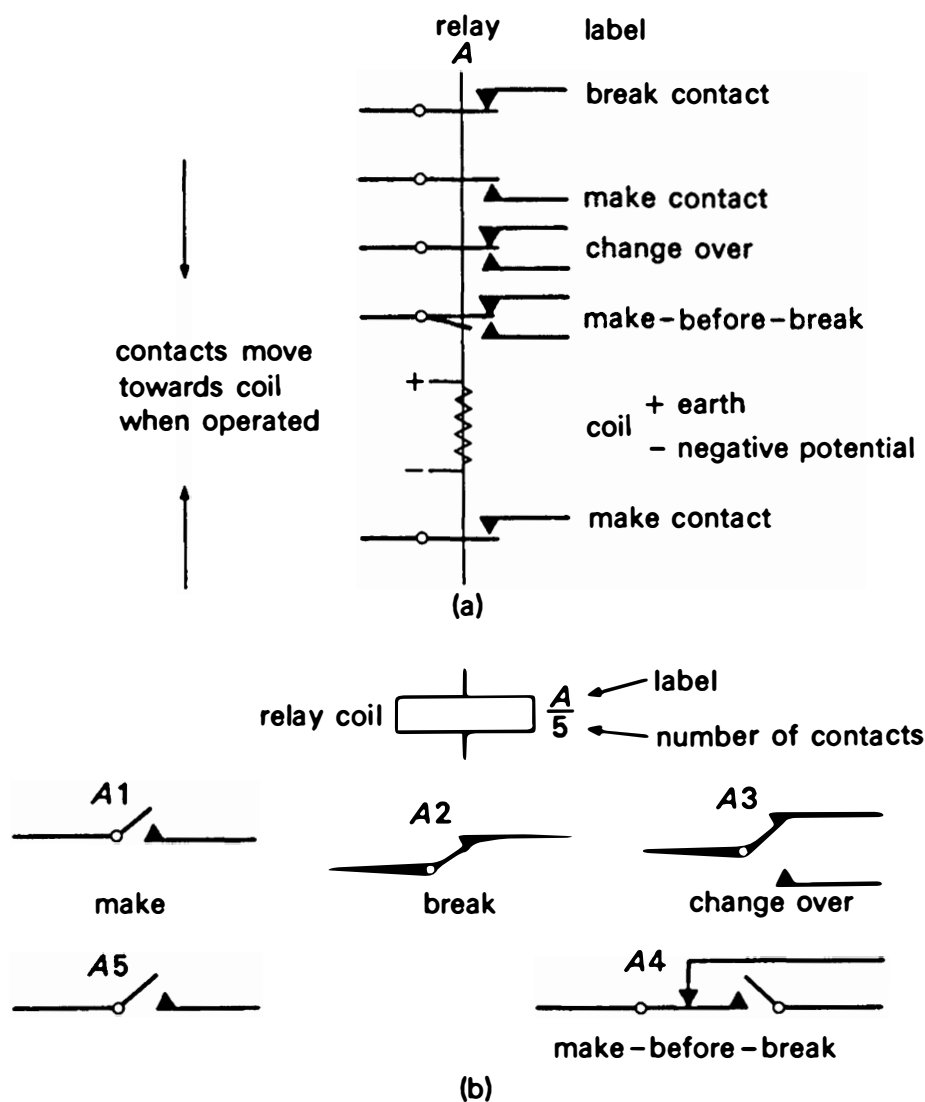 relay label
A
break contact
make contact
change over
make-before-break
contacts move
towards coil
when operated
+
coil + earth
- negative potential
-
make contact
(a)
relay coil A/5 label
number of contacts
A1 A2 A3
make break change over
A5 A4
make-before-break
(b)